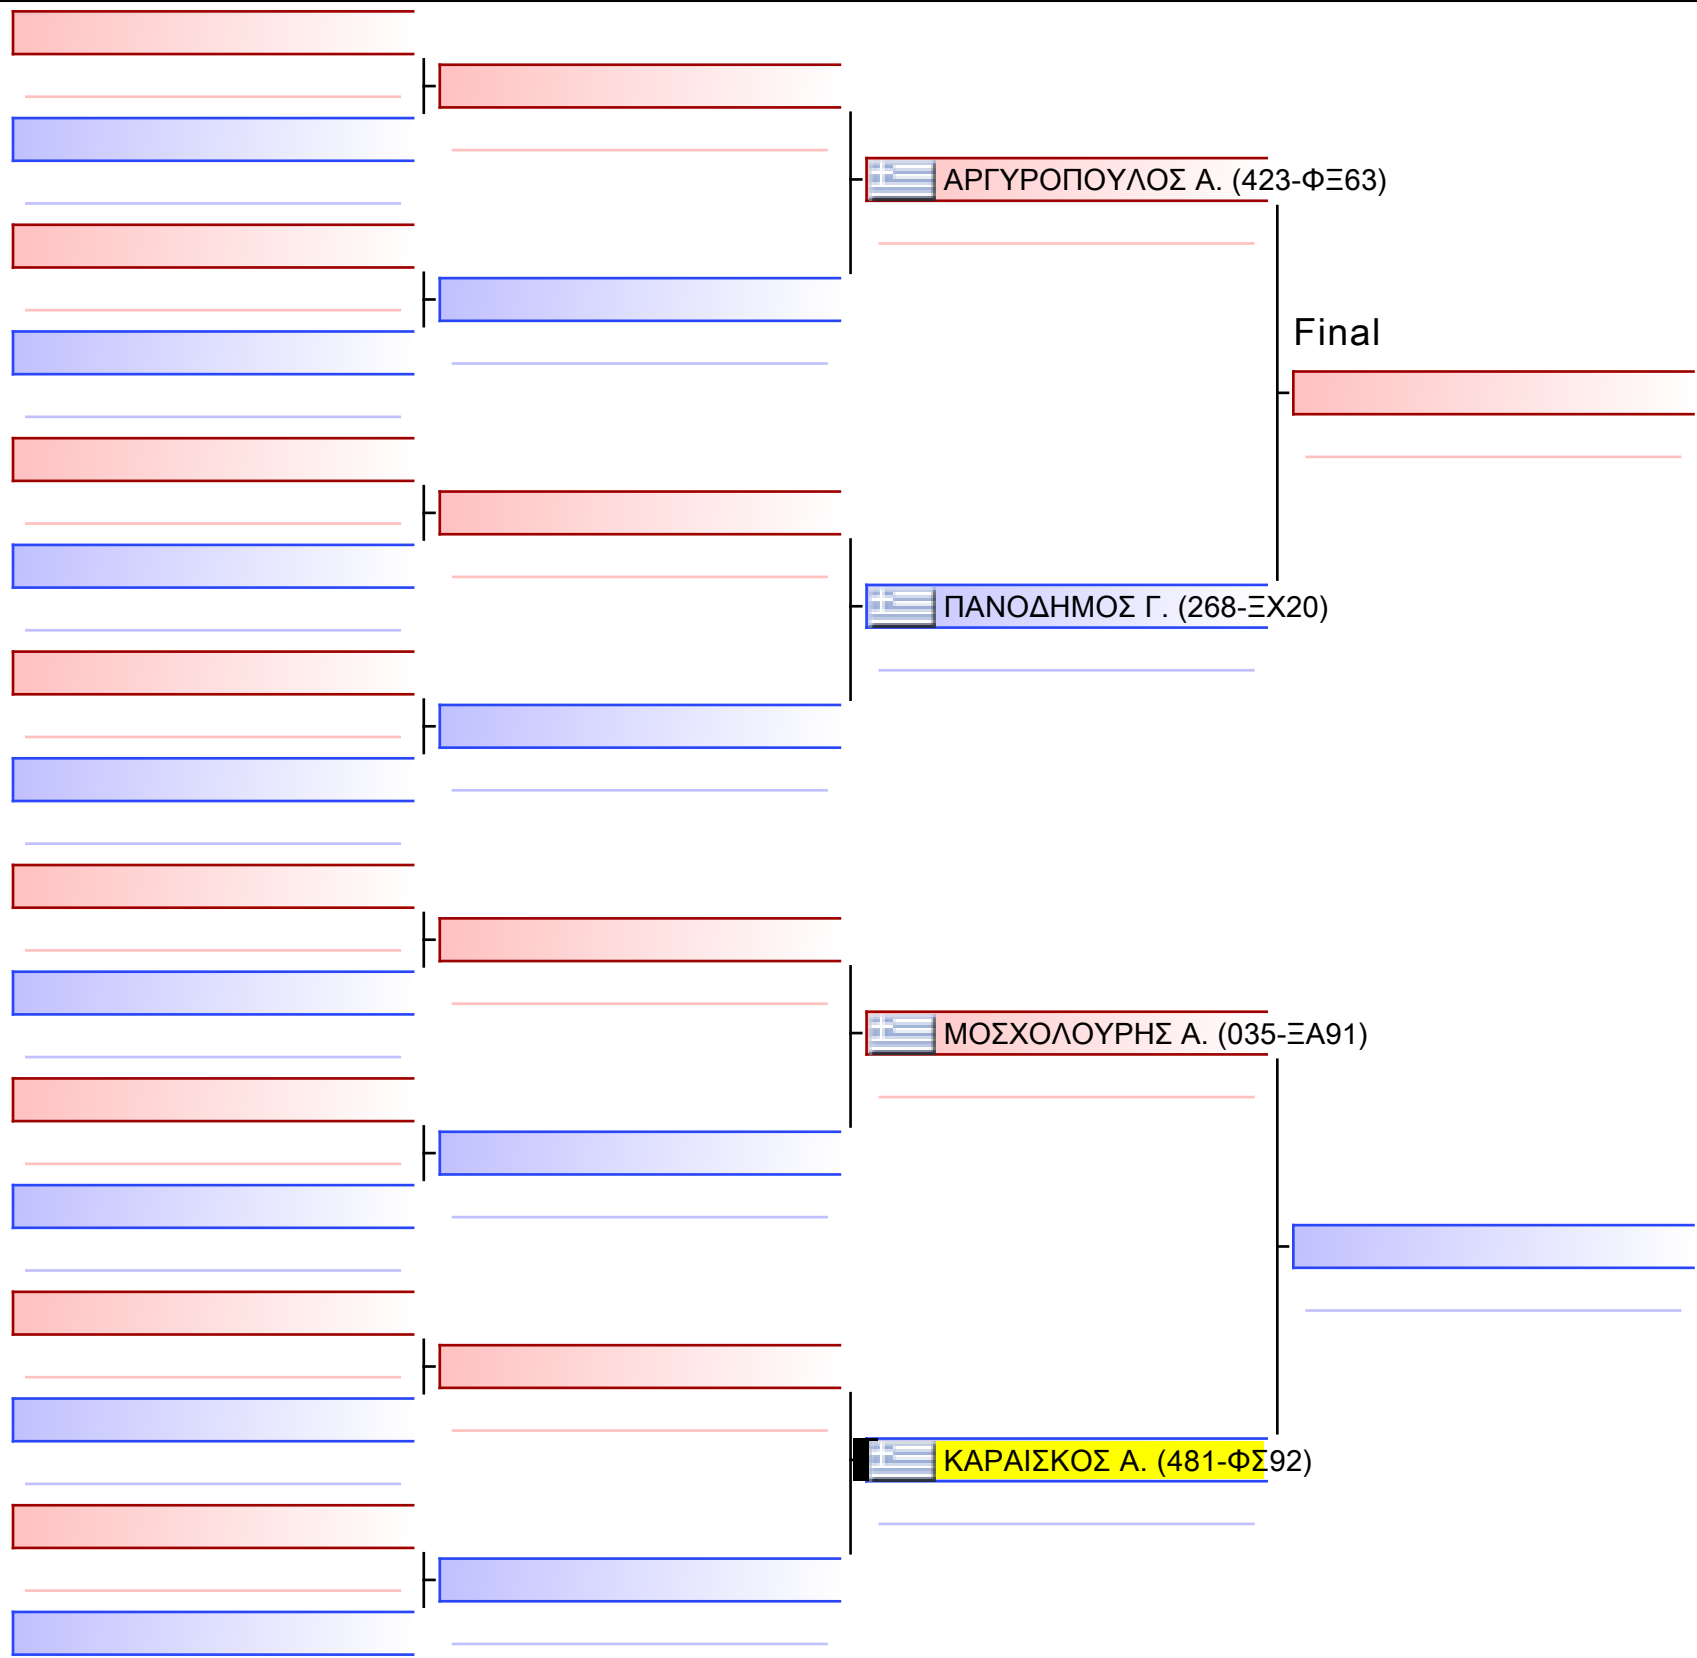 ΑΡΓΥΡΟΠΟΥΛΟΣ Α. (423-ΦΞ63)
Final
ΠΑΝΟΔΗΜΟΣ Γ. (268-ΞΧ20)
ΜΟΣΧΟΛΟΥΡΗΣ Α. (035-ΞΑ91)
ΚΑΡΑΙΣΚΟΣ Α. (481-ΦΣ92)